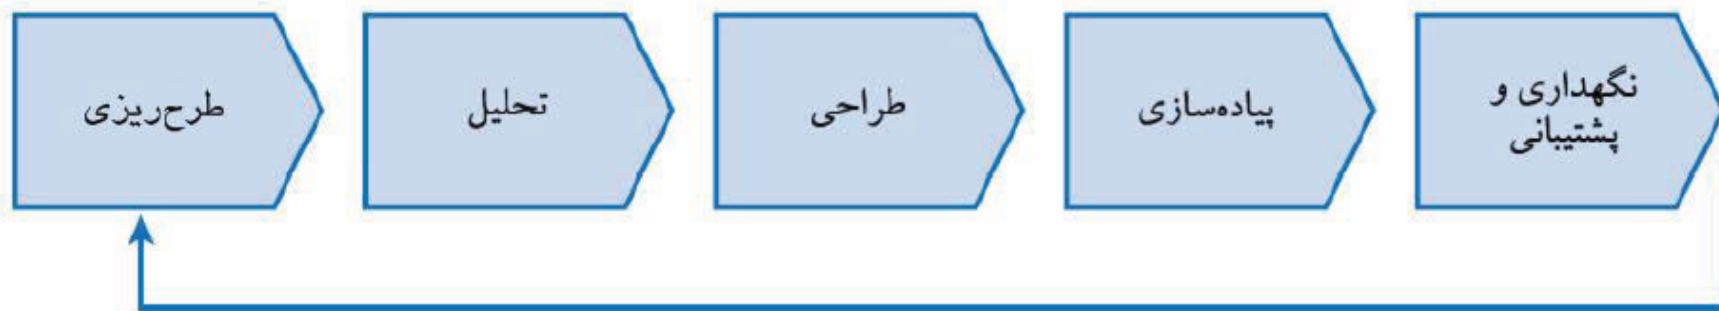 طرح‌ریزی
تحلیل
طراحی
پیاده‌سازی
نگهداری و
پشتیبانی